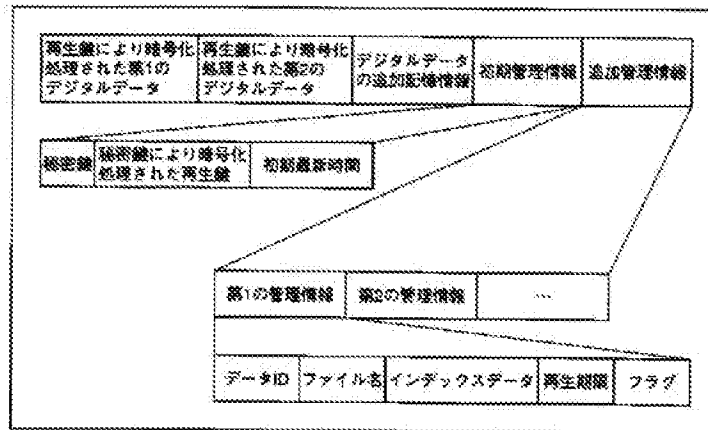 再生鍵により暗号化
処理された第1の
デジタルデータ
再生鍵により暗号化
処理された第2の
デジタルデータ
デジタルデータ
の追加記憶情報
初期管理情報
追加管理情報
秘密鍵
秘密鍵により暗号化
処理された再生鍵
初期最新時間
第1の管理情報
第2の管理情報
…
データID
ファイル名
インデックスデータ
再生期限
フラグ